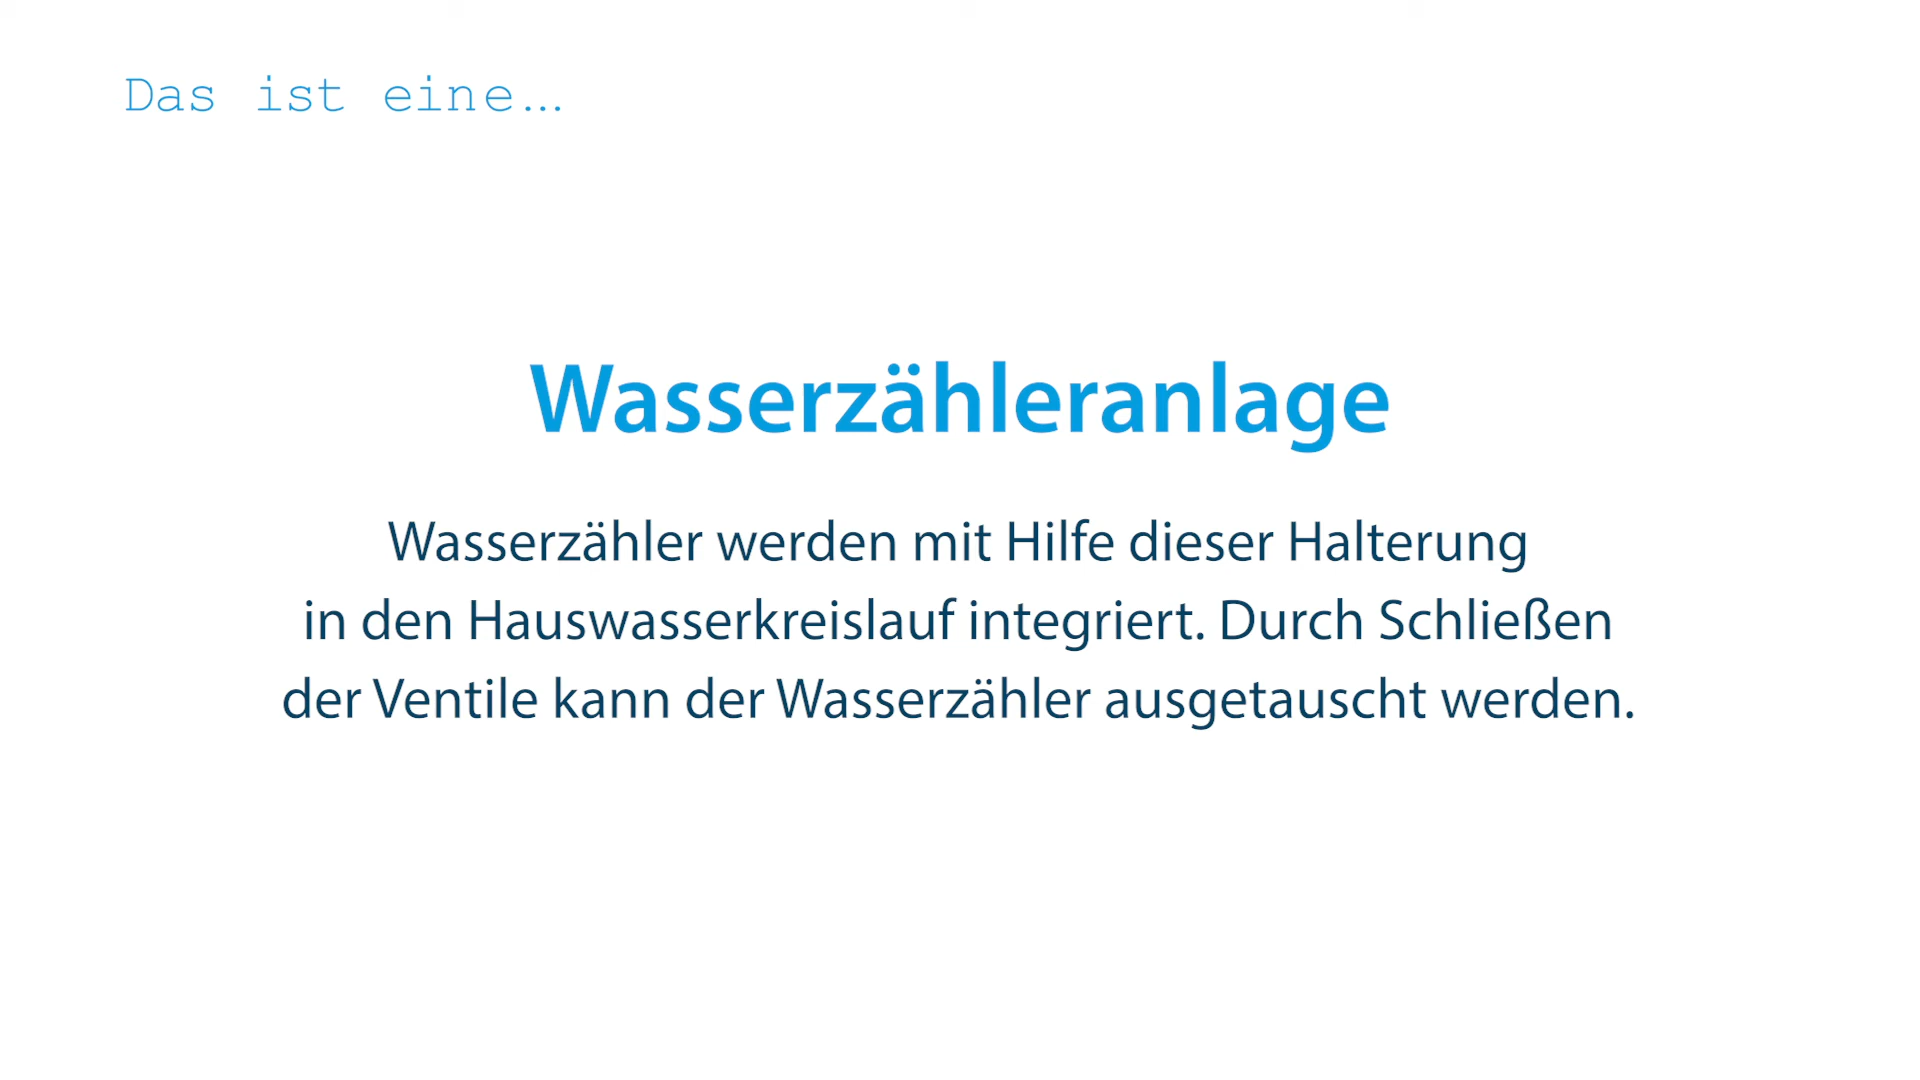 Das ist eine...
Wasserzähleranlage
Wasserzähler werden mit Hilfe dieser Halterung
in den Hauswasserkreislauf integriert. Durch Schließen
der Ventile kann der Wasserzähler ausgetauscht werden.